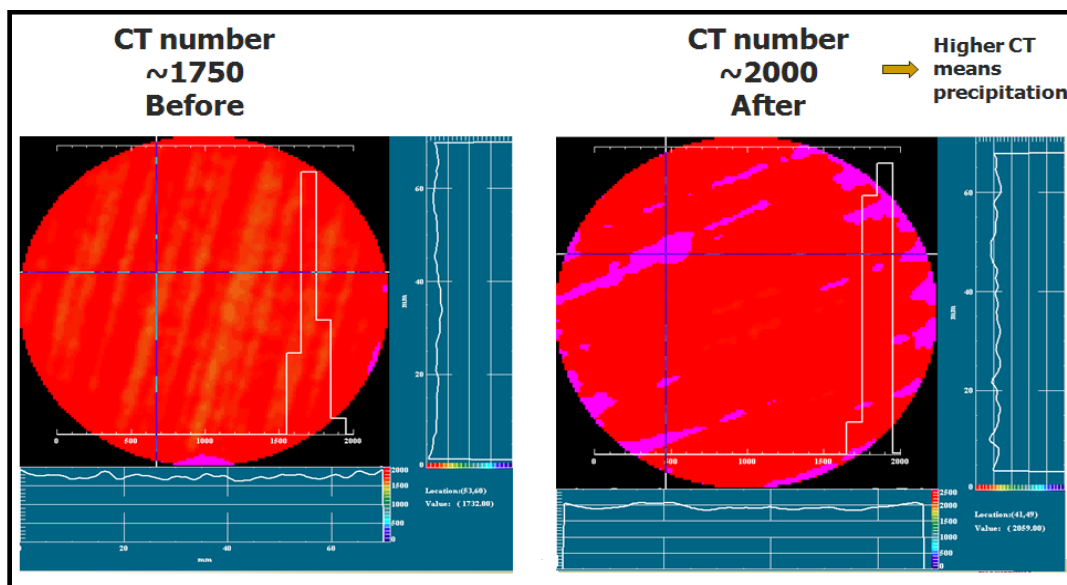 CT number
~1750
Before
CT number
~2000
After
Higher CT
means
precipitation
60
40
mm
20
0 500 1000 1500 2000
2000
1500
1000
500
0
20 40 60
mm
Location:(53,60)
Value: ( 1732.00)
60
40
mm
20
0 500 1000 1500 2000
2500
2000
1500
1000
500
0
Location:(41,49)
Value: ( 2059.00)